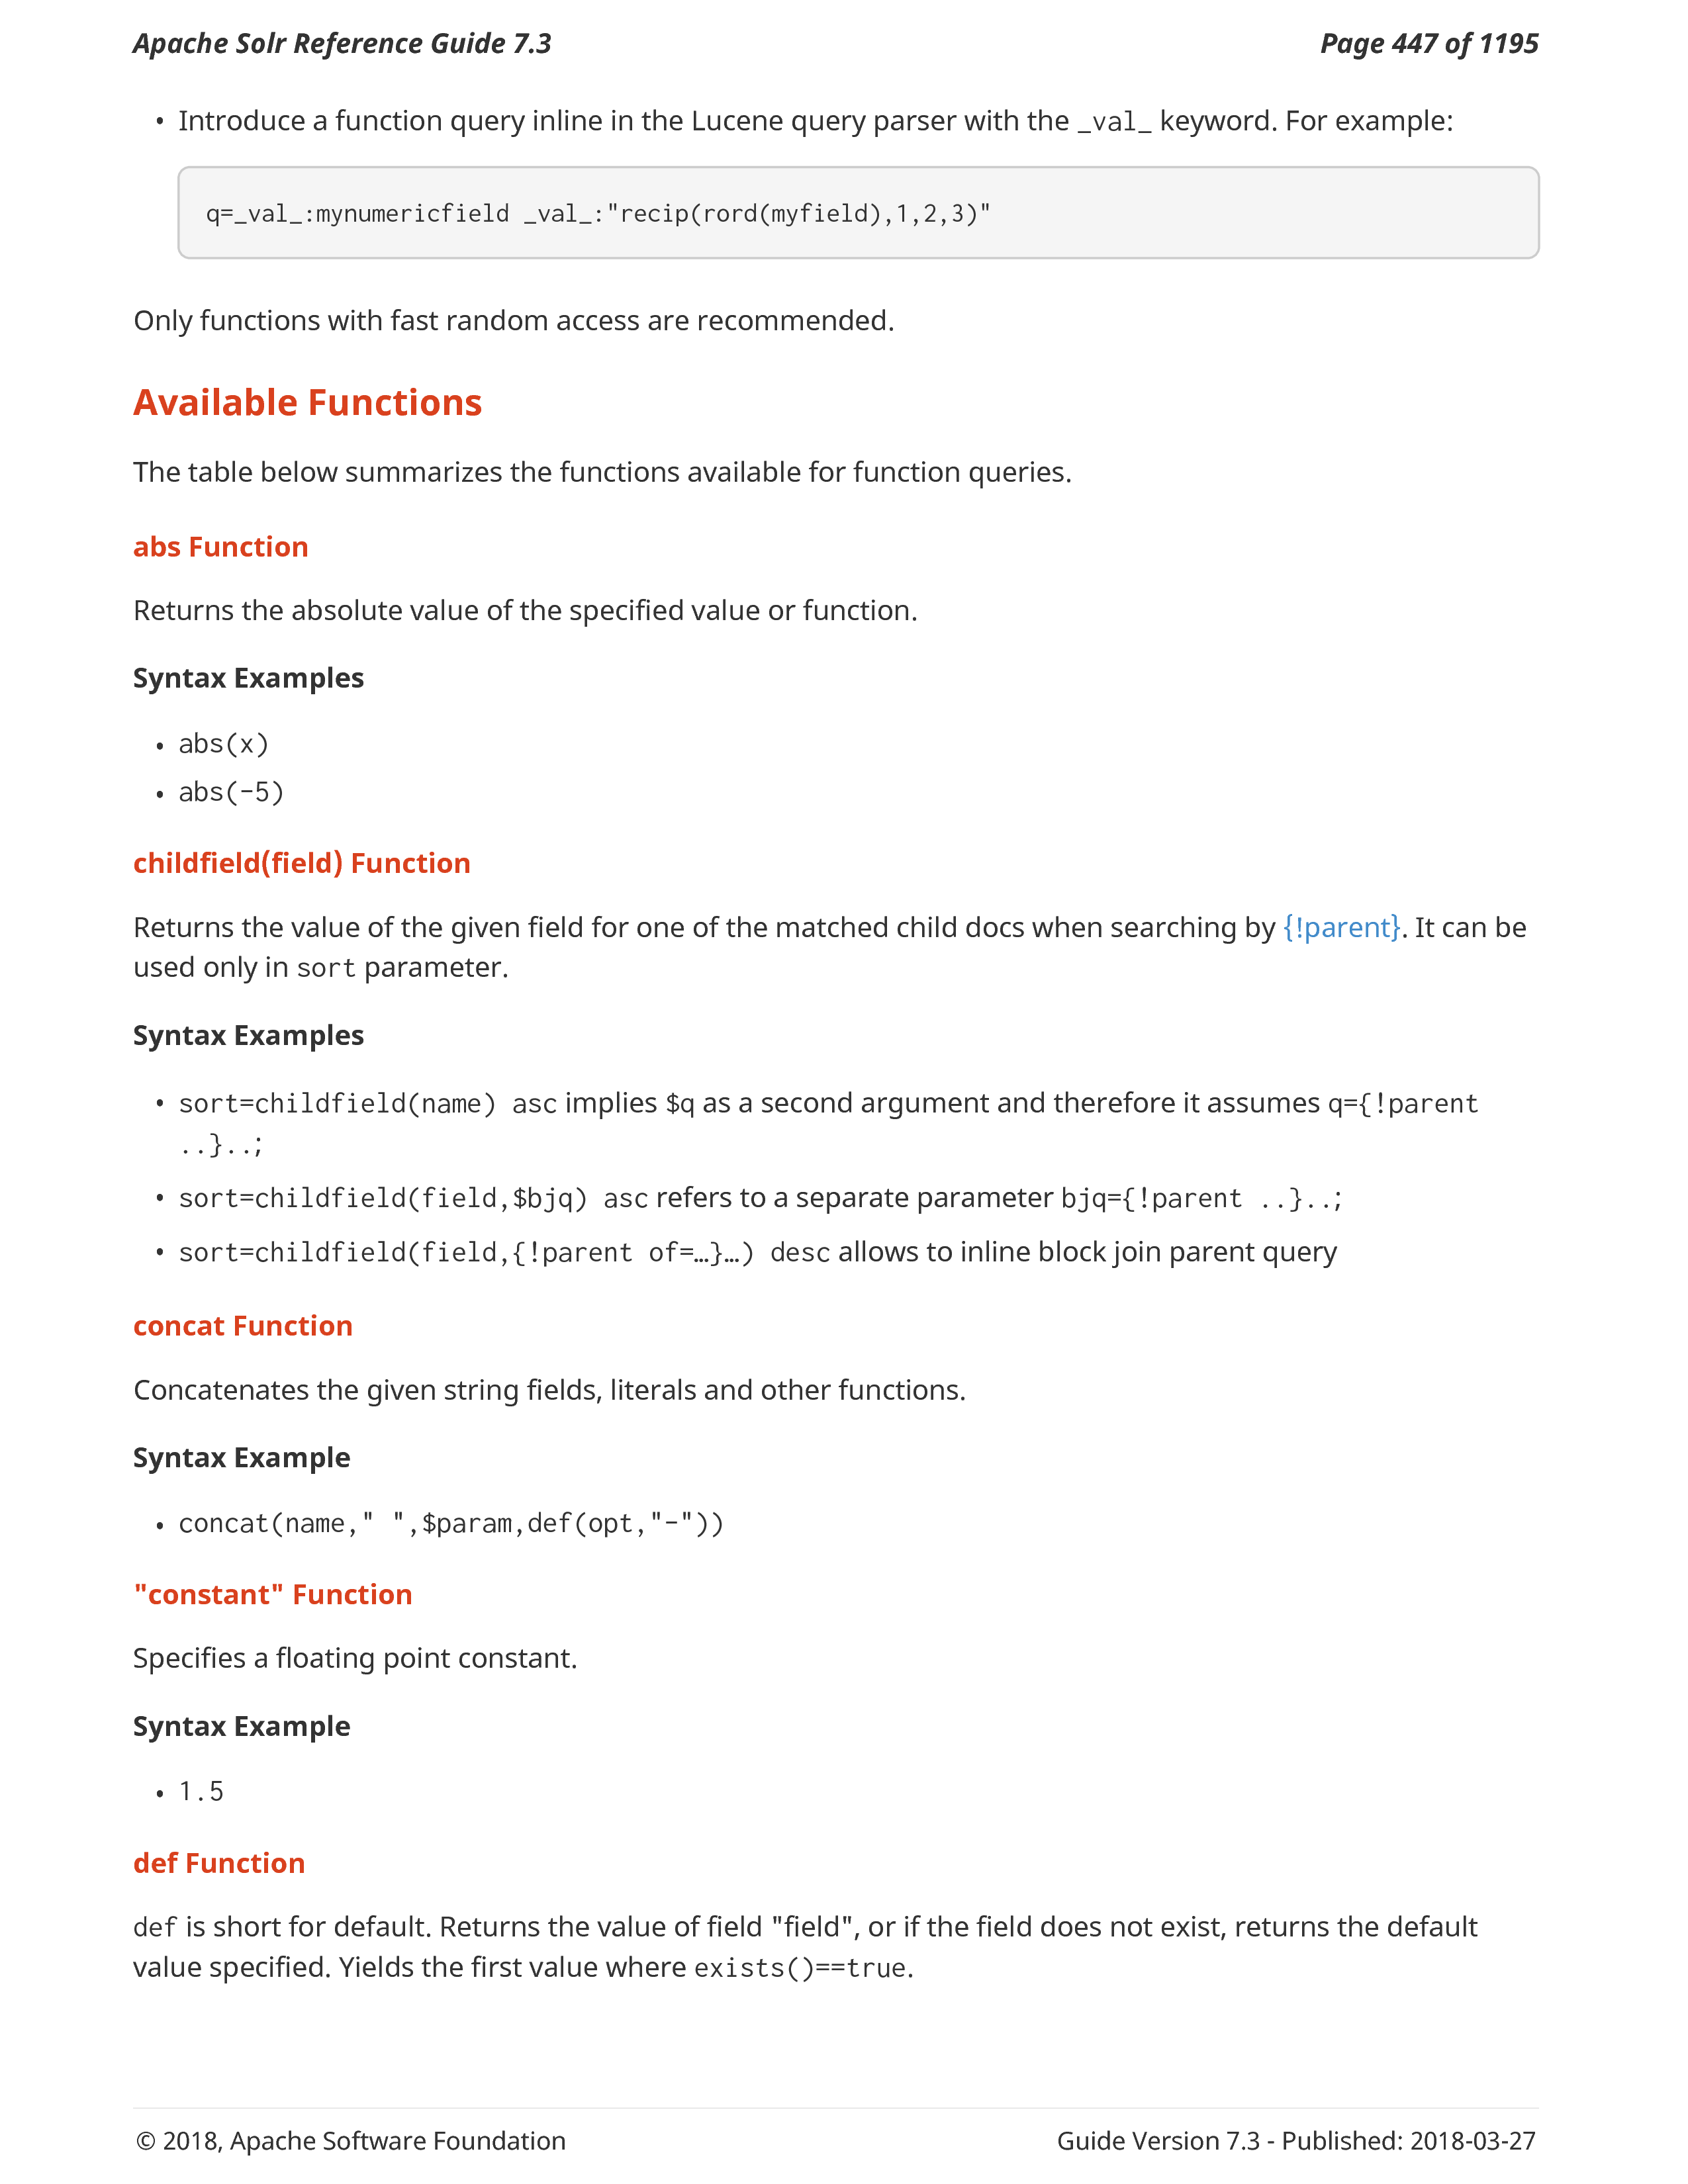 Apache Solr Reference Guide 7.3 Page 447 of 1195
• Introduce a function query inline in the Lucene query parser with the _val_ keyword. For example:
q=_val_:mynumericfield _val_:"recip(rord(myfield),1,2,3)"
Only functions with fast random access are recommended.
Available Functions
The table below summarizes the functions available for function queries.
abs Function
Returns the absolute value of the specified value or function.
Syntax Examples
• abs(x)
• abs(-5)
childfield(field) Function
Returns the value of the given field for one of the matched child docs when searching by {!parent}. It can be
used only in sort parameter.
Syntax Examples
• sort=childfield(name) asc implies $q as a second argument and therefore it assumes q={!parent
..}..;
• sort=childfield(field,$bjq) asc refers to a separate parameter bjq={!parent ..}..;
• sort=childfield(field,{!parent of=…}…) desc allows to inline block join parent query
concat Function
Concatenates the given string fields, literals and other functions.
Syntax Example
• concat(name," ",$param,def(opt,"-"))
"constant" Function
Specifies a floating point constant.
Syntax Example
• 1.5
def Function
def is short for default. Returns the value of field "field", or if the field does not exist, returns the default
value specified. Yields the first value where exists()==true.
© 2018, Apache Software Foundation Guide Version 7.3 - Published: 2018-03-27